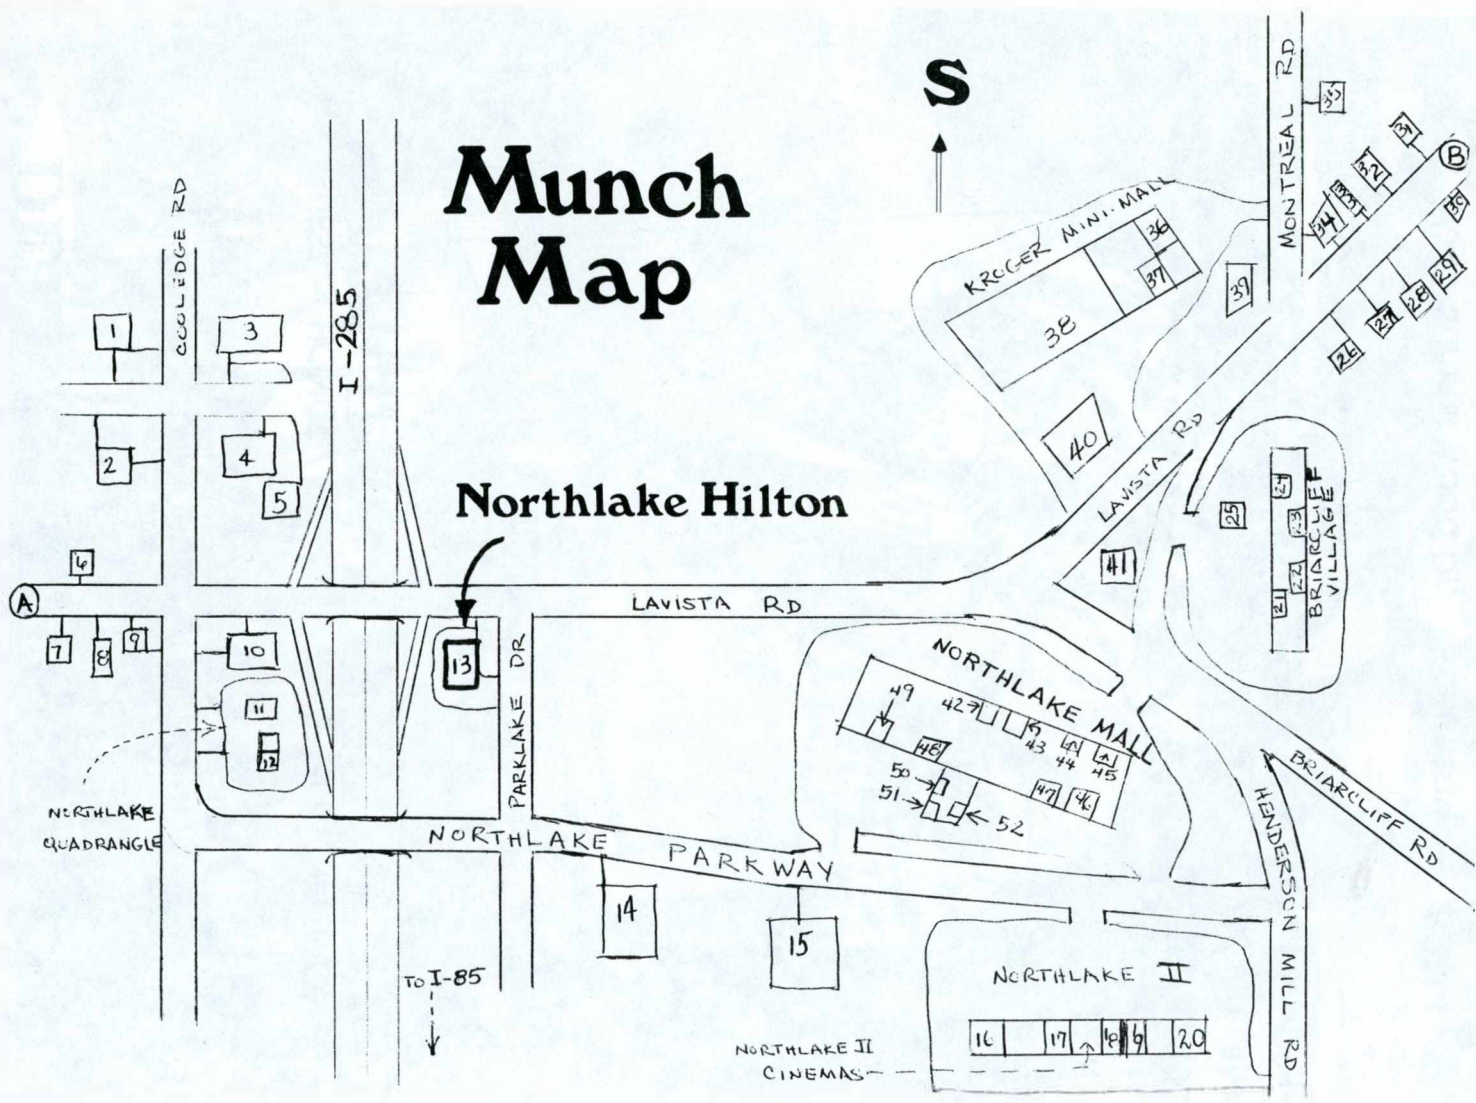 Munch
Map
S
Northlake Hilton
COOLEDGE RD
I-285
MONTREAL RD
KROGER MINI-MALL
LAVISTA RD
LAVISTA RD
PARKLAKE DR
BRIARCLIFF
VILLAGE
NORTHLAKE MALL
NORTHLAKE
QUADRANGLE
NORTHLAKE PARKWAY
BRIARCLIFF RD
HENDERSON MILL RD
TO I-85
NORTHLAKE II
NORTHLAKE II
CINEMAS
A
B
1
2
3
4
5
6
7
8
9
10
11
12
13
14
15
16
17
18
19
20
21
22
23
24
25
26
27
28
29
30
31
32
33
34
35
36
37
38
39
40
41
42
43
44
45
46
47
48
49
50
51
52